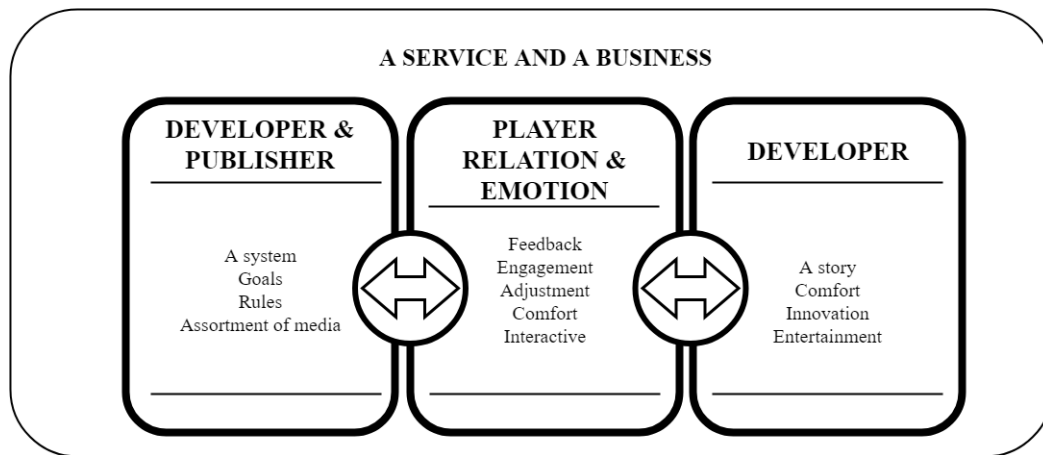 A SERVICE AND A BUSINESS
DEVELOPER &
PUBLISHER
A system
Goals
Rules
Assortment of media
PLAYER
RELATION &
EMOTION
Feedback
Engagement
Adjustment
Comfort
Interactive
DEVELOPER
A story
Comfort
Innovation
Entertainment